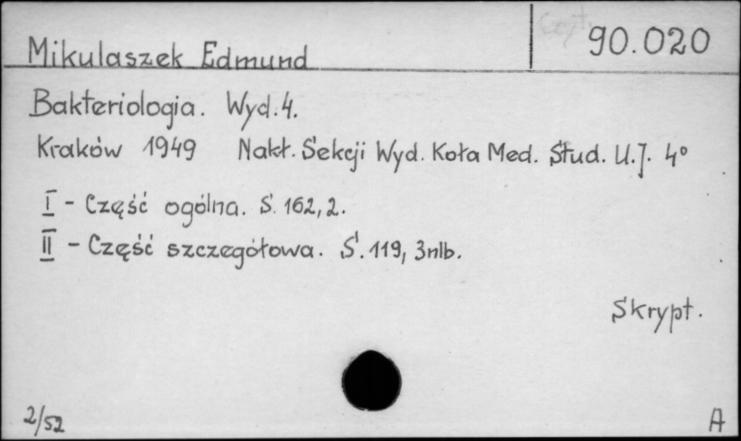 Mikulaszek Edmund
90.020
Bakteriologia. Wyd. 4.
Kraków 1949 Nakł. Sekcji Wyd. Koła Med. Stud. U.J. 4°
I - Część ogólna. S. 162, 2.
II - Część szczegółowa. S. 119, 3nlb.
Skrypt.
2/52
A